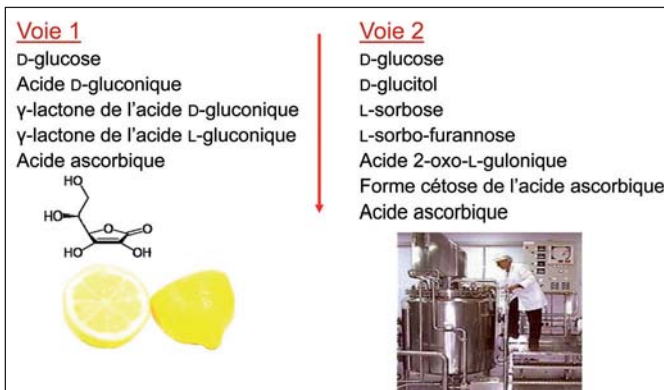 Voie 1
D-glucose
Acide D-gluconique
γ-lactone de l'acide D-gluconique
γ-lactone de l'acide L-gluconique
Acide ascorbique
HO
HO
O
O
HO
OH
Voie 2
D-glucose
D-glucitol
L-sorbose
L-sorbo-furannose
Acide 2-oxo-L-gulonique
Forme cétose de l'acide ascorbique
Acide ascorbique